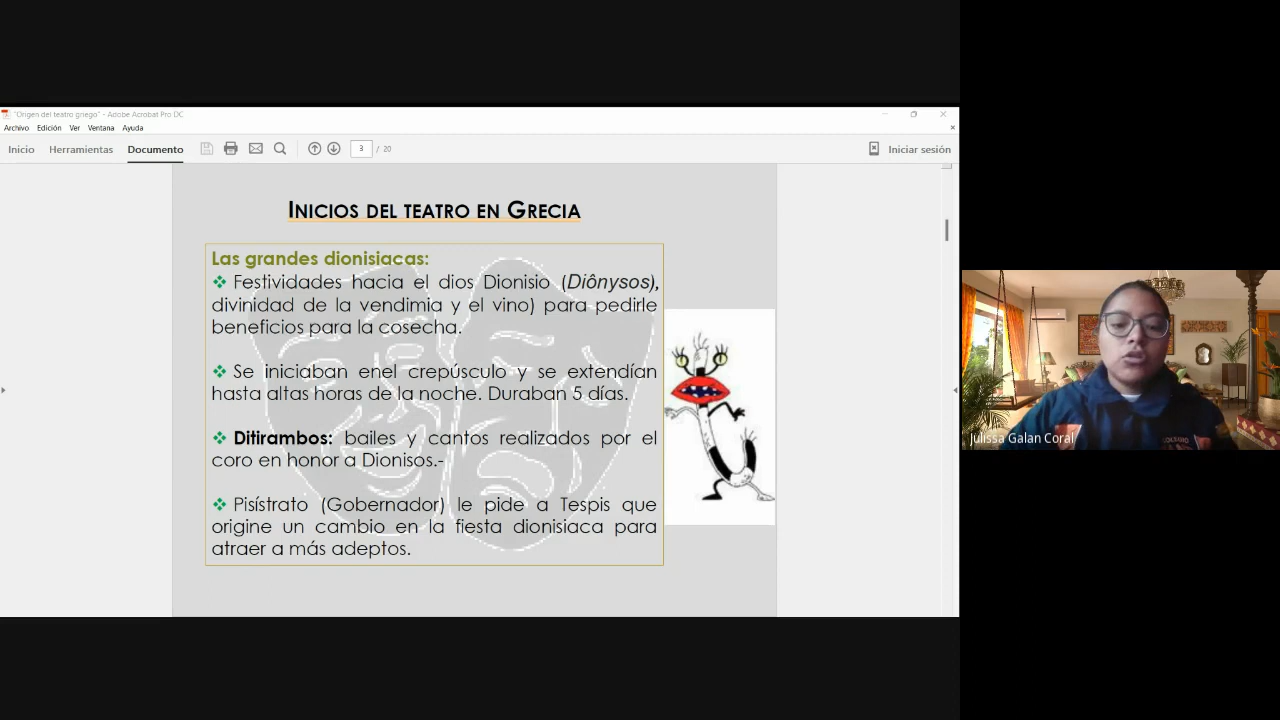 "Origen del teatro griego" - Adobe Acrobat Pro DC
Archivo Edición Ver Ventana Ayuda
Inicio Herramientas Documento 3 / 20 Iniciar sesión
INICIOS DEL TEATRO EN GRECIA
Las grandes dionisiacas:
❖ Festividades hacia el dios Dionisio (Diônysos),
divinidad de la vendimia y el vino) para pedirle
beneficios para la cosecha.
❖ Se iniciaban enel crepúsculo y se extendían
hasta altas horas de la noche. Duraban 5 días.
❖ Ditirambos: bailes y cantos realizados por el
coro en honor a Dionisos.-
❖ Pisístrato (Gobernador) le pide a Tespis que
origine un cambio en la fiesta dionisiaca para
atraer a más adeptos.
Julissa Galan Coral